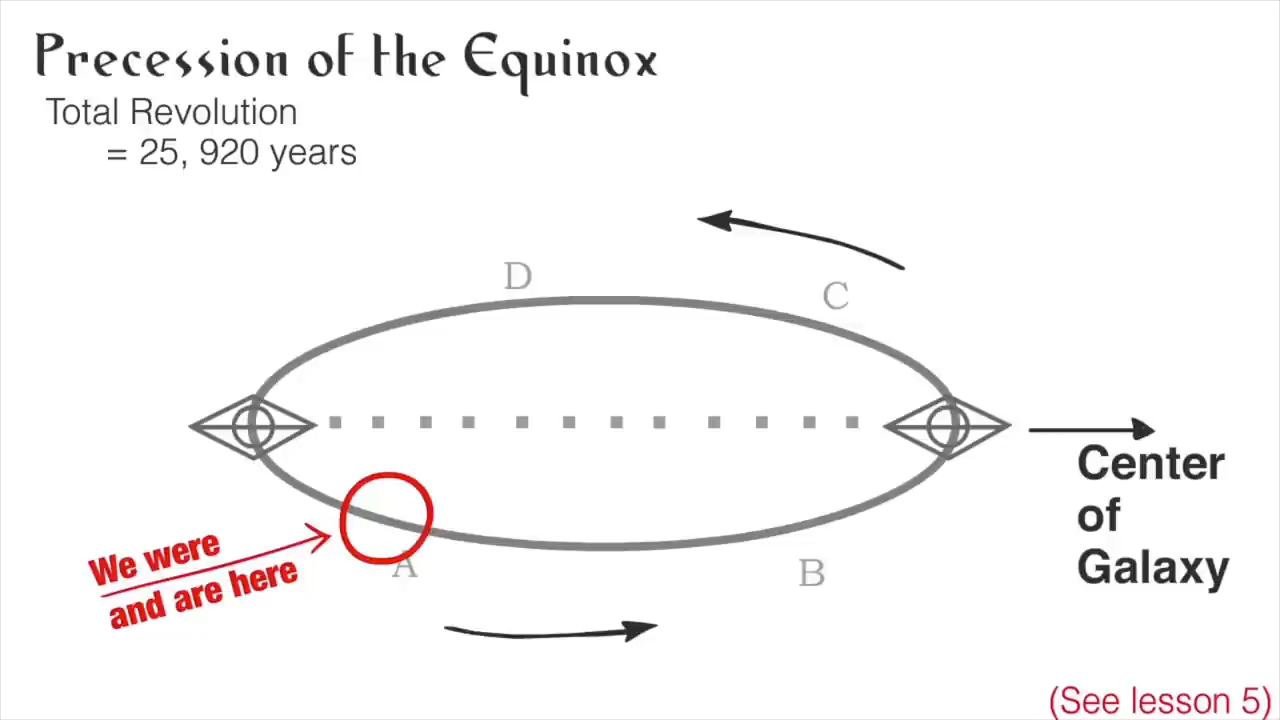 Precession of the Equinox
Total Revolution
= 25, 920 years
D
C
Center
of
Galaxy
We were
and are here
A
B
(See lesson 5)